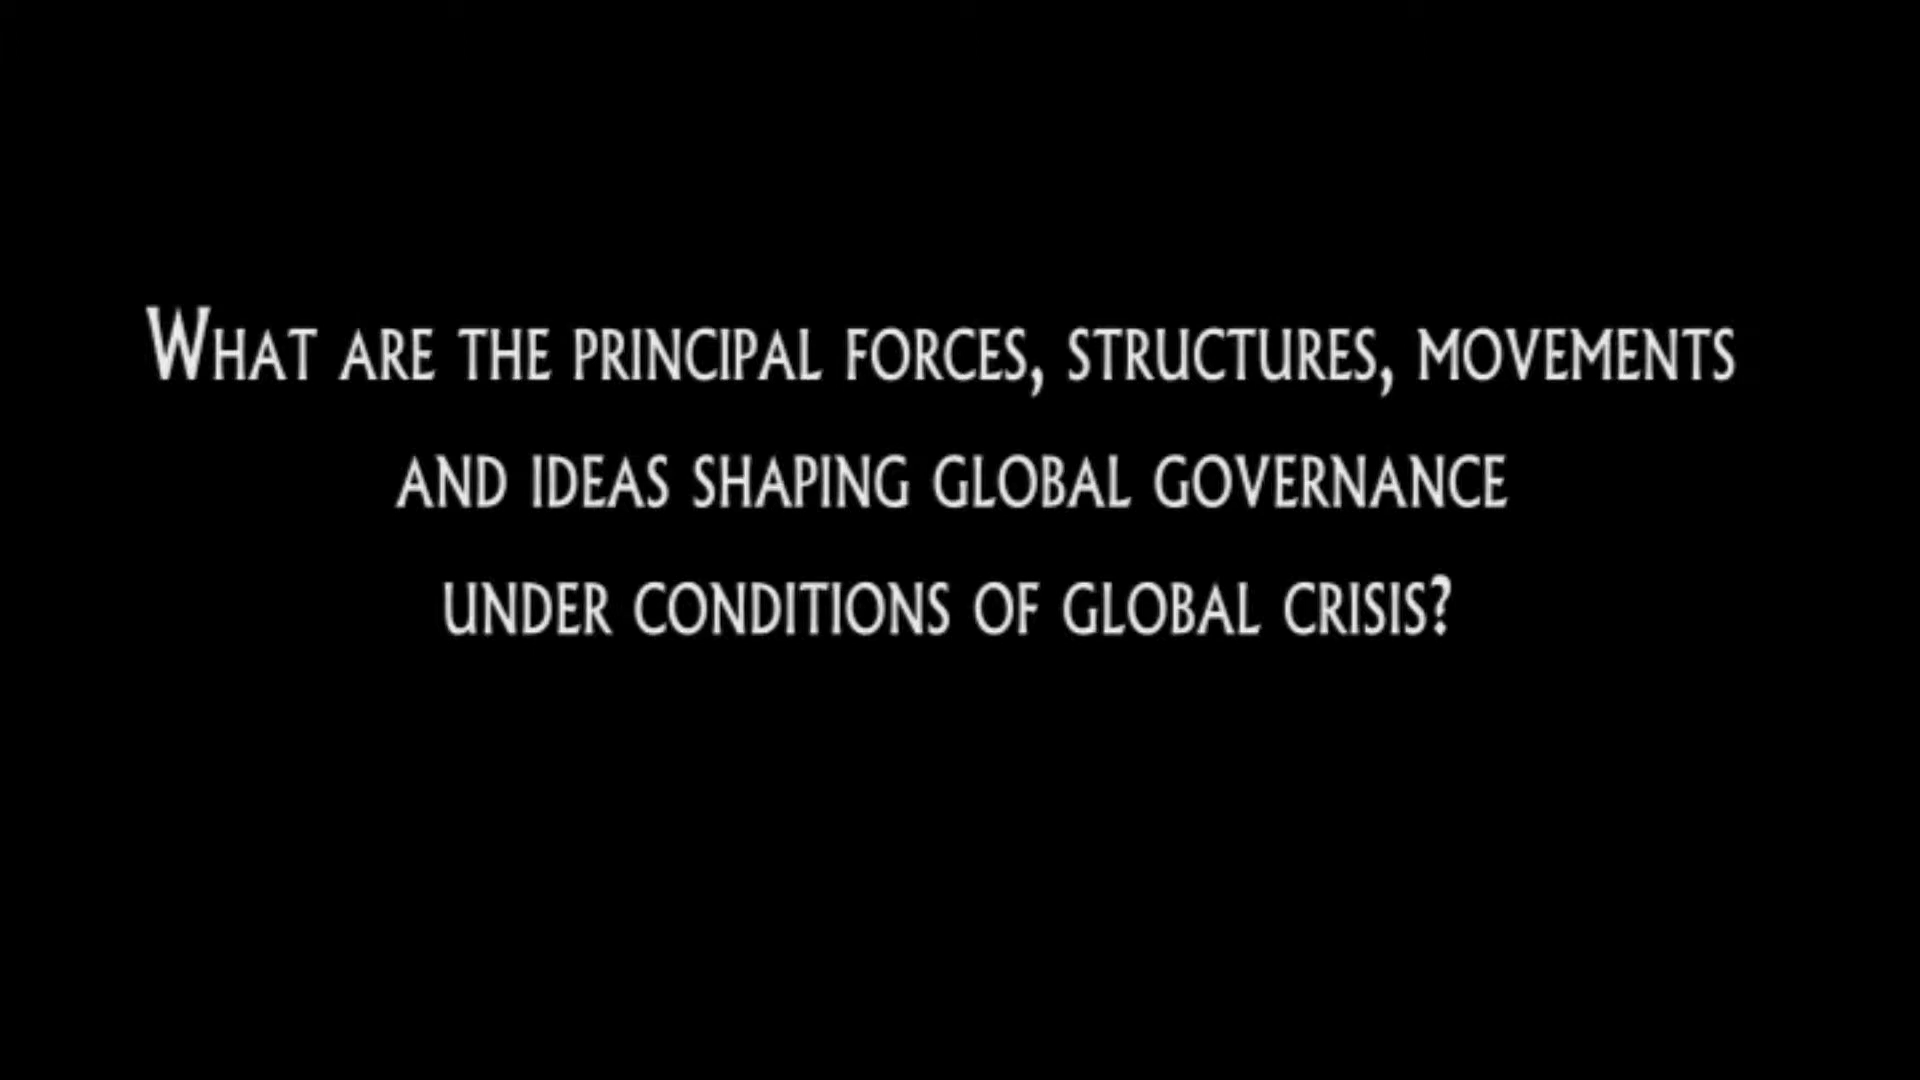 What are the principal forces, structures, movements
and ideas shaping global governance
under conditions of global crisis?